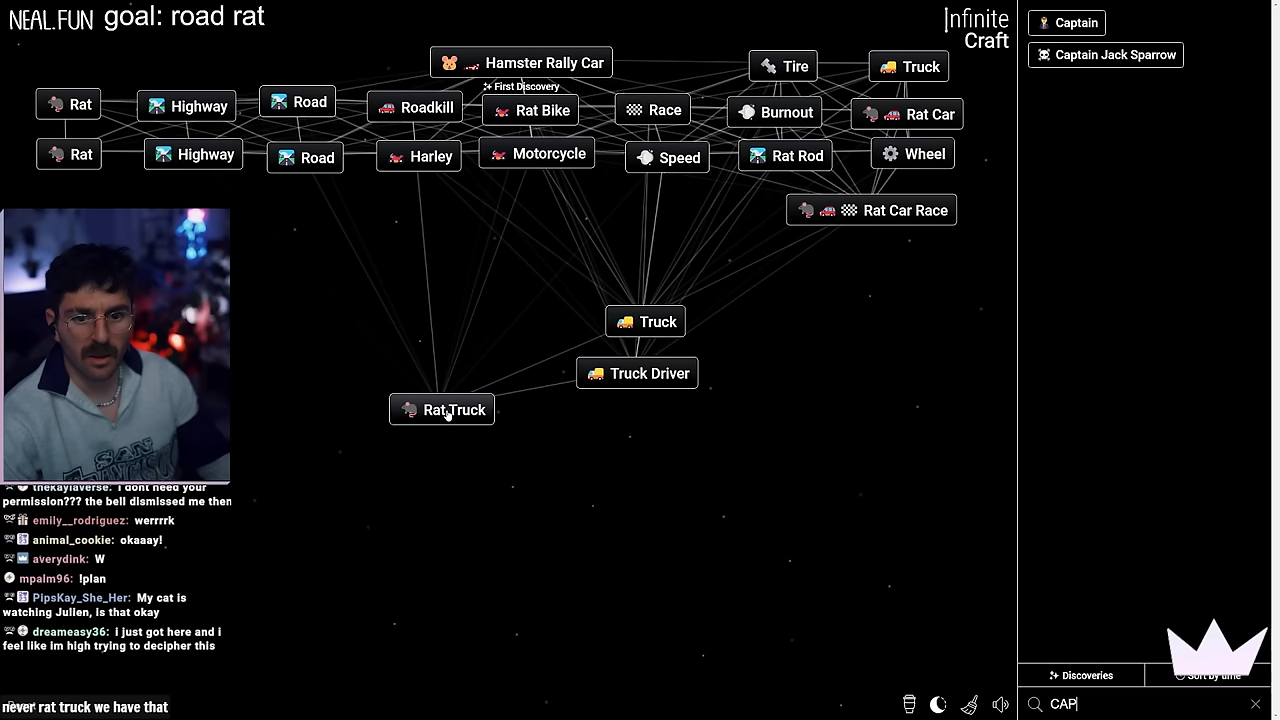 NEAL.FUN goal: road rat
Infinite
Craft
Captain
Captain Jack Sparrow
Hamster Rally Car
Tire
Truck
First Discovery
Rat
Highway
Road
Roadkill
Rat Bike
Race
Burnout
Rat Car
Rat
Highway
Road
Harley
Motorcycle
Speed
Rat Rod
Wheel
Rat Car Race
Truck
Truck Driver
Rat Truck
SAN
thekaylaverse: i dont need your
permission??? the bell dismissed me then
emily__rodriguez: werrrrk
animal_cookie: okaaay!
averydink: W
mpalm96: !plan
PipsKay_She_Her: My cat is
watching Julien, is that okay
dreameasy36: i just got here and i
feel like im high trying to decipher this
never rat truck we have that
Discoveries
Sort by time
CAP